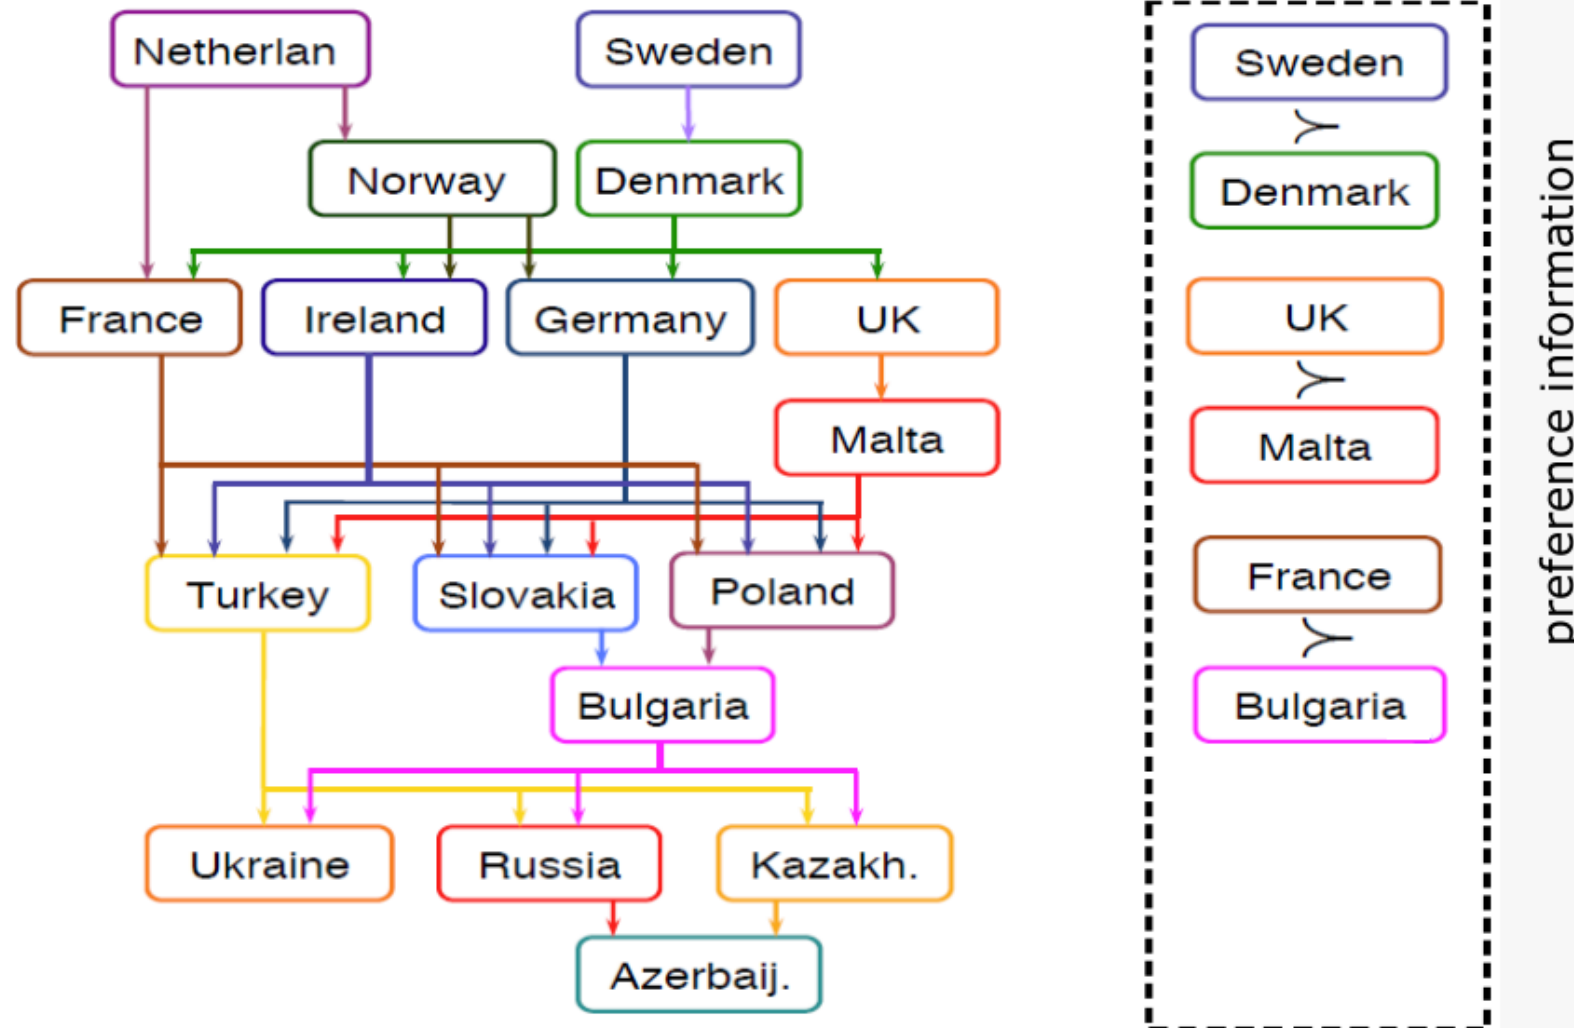 Netherlan
Sweden
Norway
Denmark
France
Ireland
Germany
UK
Malta
Turkey
Slovakia
Poland
Bulgaria
Ukraine
Russia
Kazakh.
Azerbaij.
Sweden
≻
Denmark
UK
≻
Malta
France
≻
Bulgaria
preference information